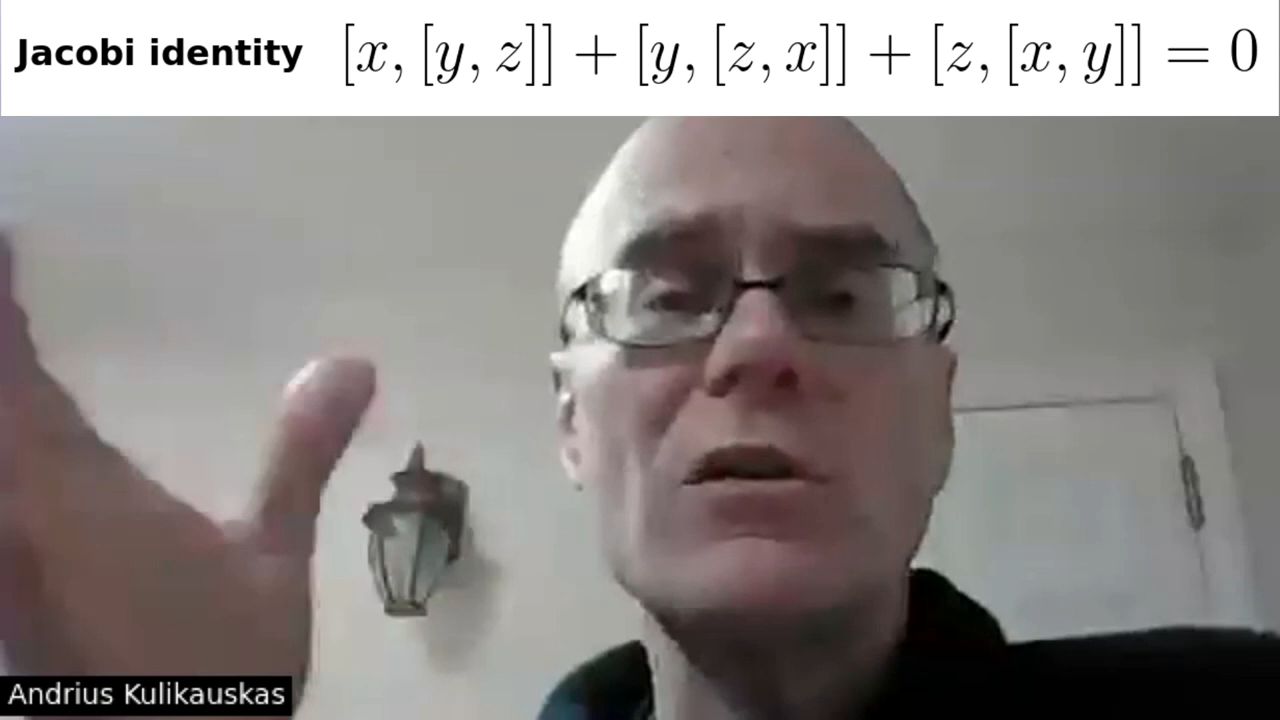 Jacobi identity [x, [y, z]] + [y, [z, x]] + [z, [x, y]] = 0
Andrius Kulikauskas